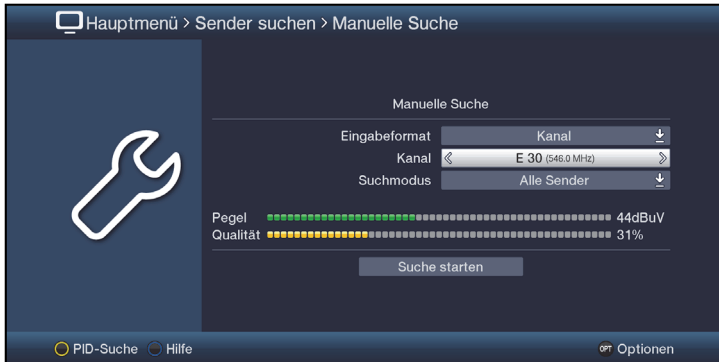 Hauptmenü > Sender suchen > Manuelle Suche
Manuelle Suche
Eingabeformat Kanal
Kanal E 30 (546.0 MHz)
Suchmodus Alle Sender
Pegel 44dBuV
Qualität 31%
Suche starten
PID-Suche Hilfe OPT Optionen